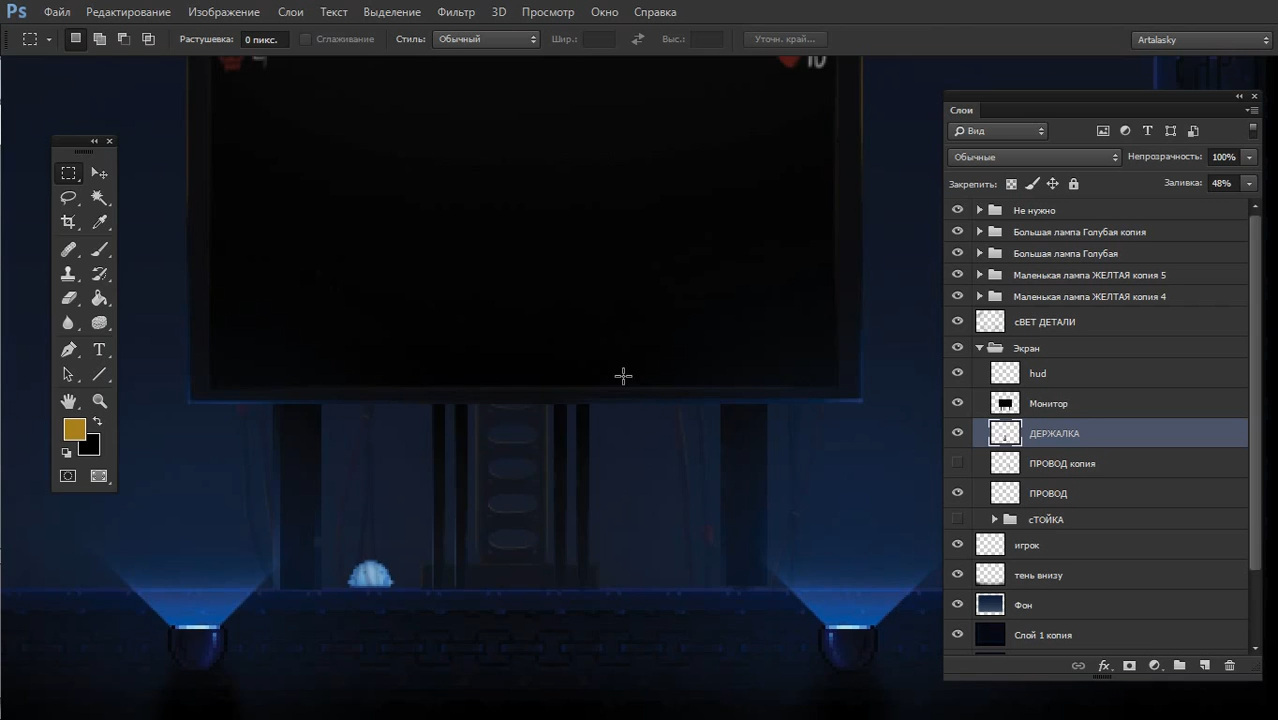 Ps Файл Редактирование Изображение Слои Текст Выделение Фильтр 3D Просмотр Окно Справка
Растушевка: 0 пикс. Сглаживание Стиль: Обычный Шир.: Выс.: Уточн. край... Artalasky
4 10
Слои
Вид
Обычные Непрозрачность: 100%
Закрепить: Заливка: 48%
Не нужно
Большая лампа Голубая копия
Большая лампа Голубая
Маленькая лампа ЖЕЛТАЯ копия 5
Маленькая лампа ЖЕЛТАЯ копия 4
сВЕТ ДЕТАЛИ
Экран
hud
Монитор
ДЕРЖАЛКА
ПРОВОД копия
ПРОВОД
сТОЙКА
игрок
тень внизу
Фон
Слой 1 копия
fx